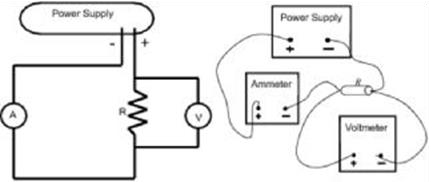 Power Supply
- +
A
R
V
Power Supply
+ −
Ammeter
+ −
R
Voltmeter
+ −